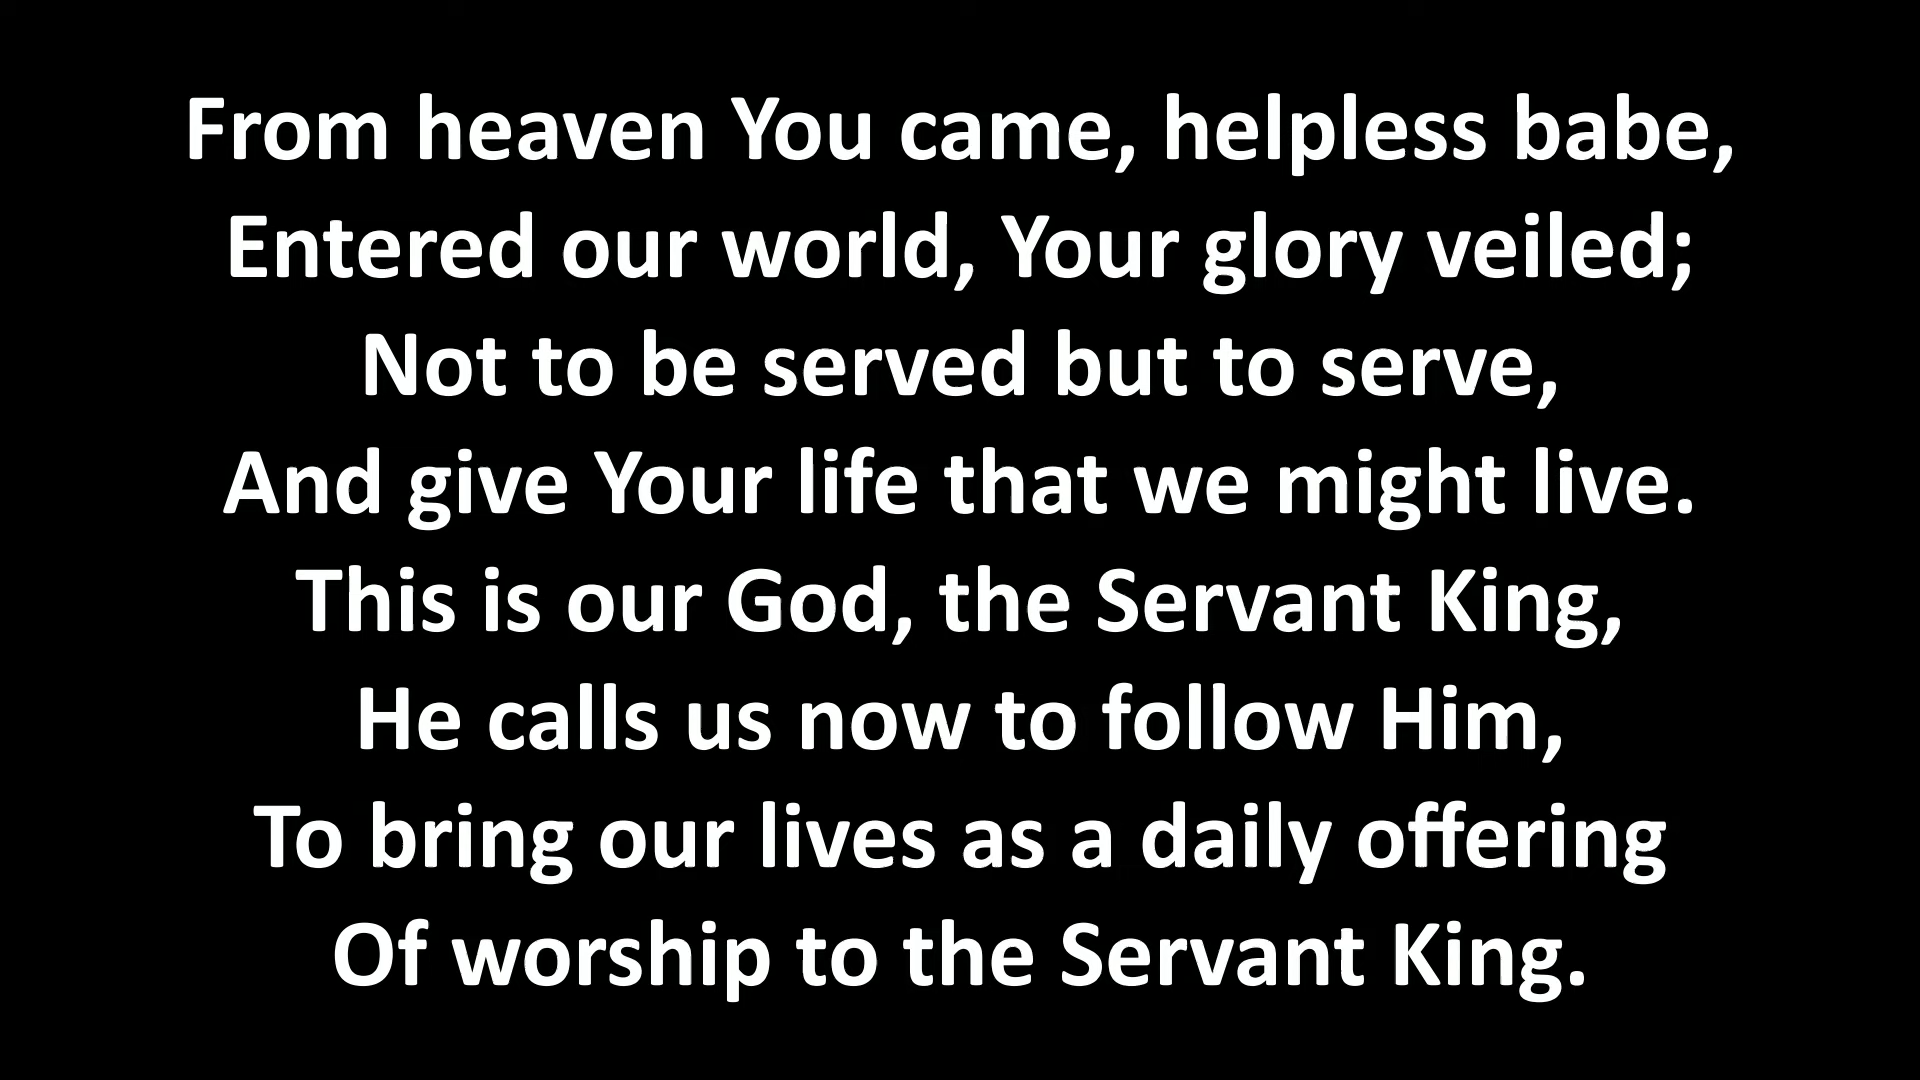 From heaven You came, helpless babe,
Entered our world, Your glory veiled;
Not to be served but to serve,
And give Your life that we might live.
This is our God, the Servant King,
He calls us now to follow Him,
To bring our lives as a daily offering
Of worship to the Servant King.